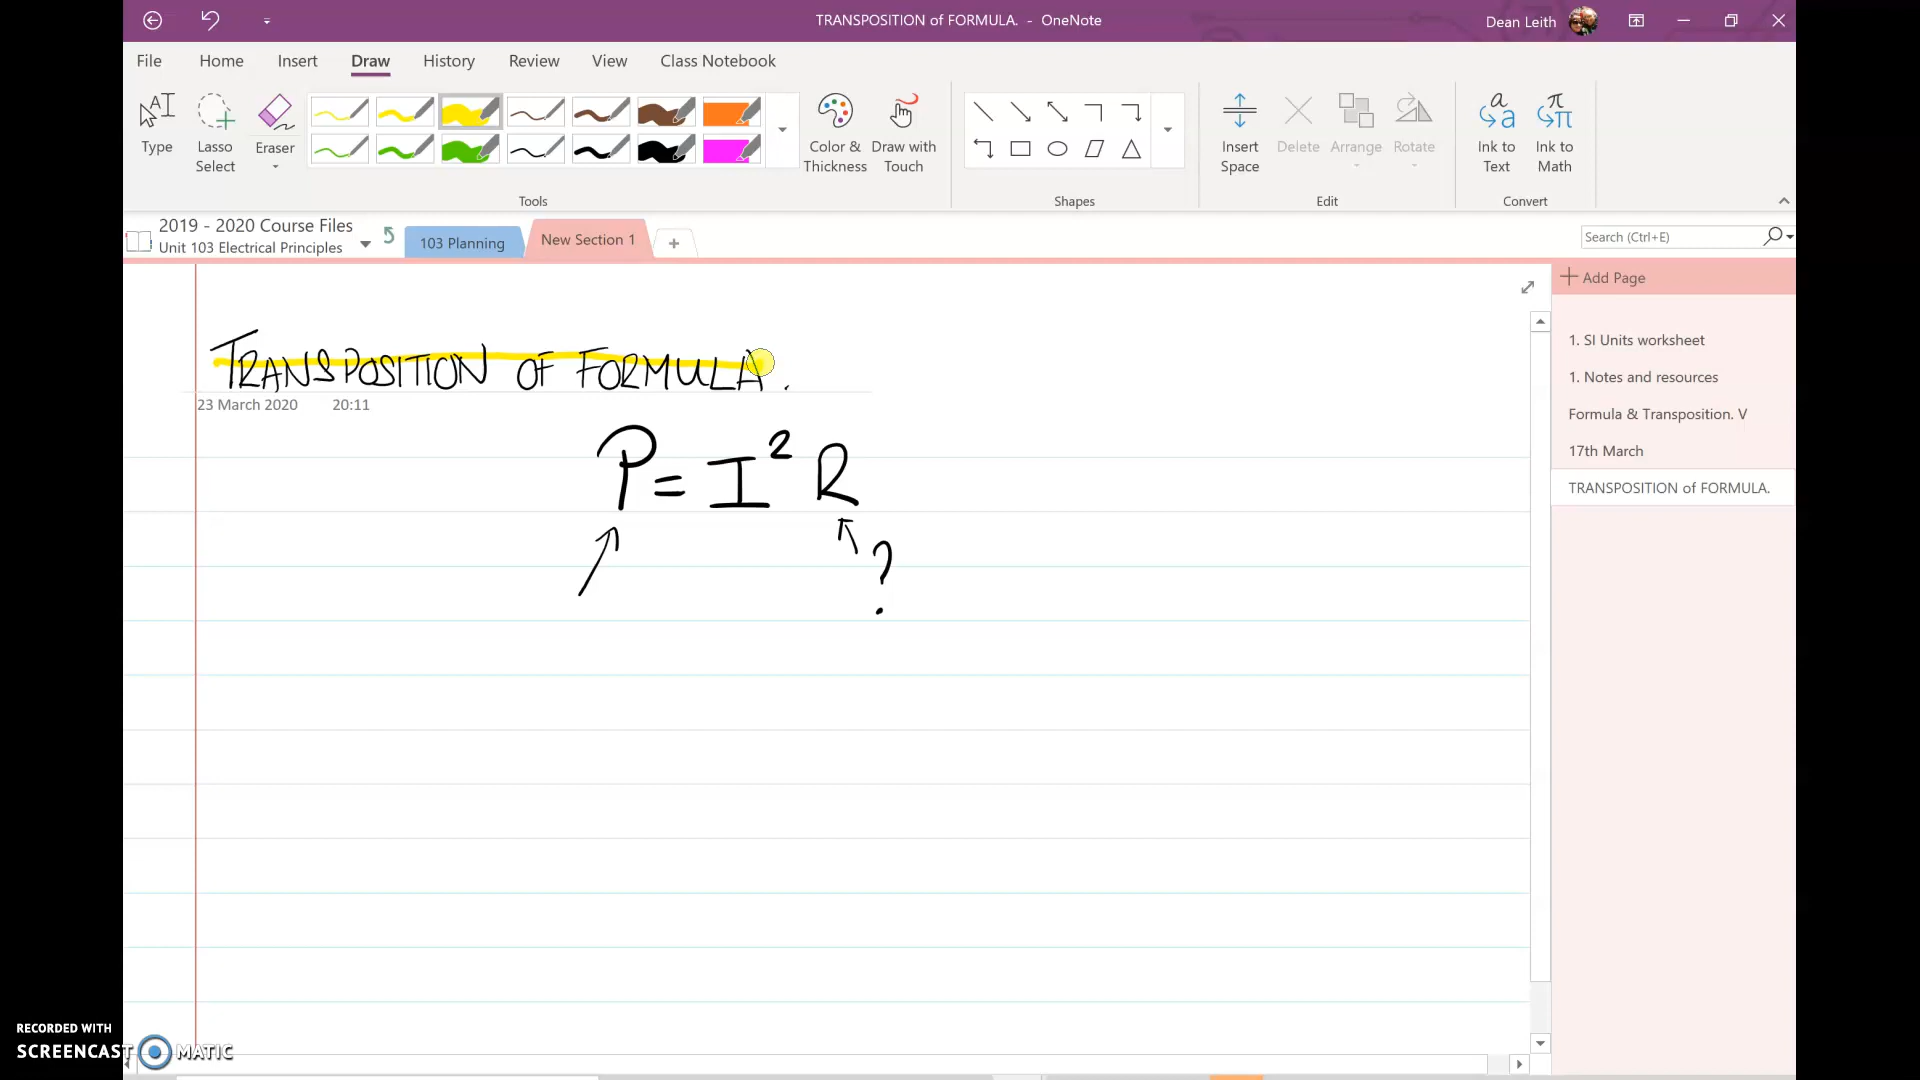 TRANSPOSITION of FORMULA. - OneNote
Dean Leith
File Home Insert Draw History Review View Class Notebook
Type
Lasso Select
Eraser
Color & Thickness
Draw with Touch
Insert Space
Delete
Arrange
Rotate
Ink to Text
Ink to Math
Tools
Shapes
Edit
Convert
2019 - 2020 Course Files
Unit 103 Electrical Principles
103 Planning
New Section 1
Search (Ctrl+E)
Add Page
1. SI Units worksheet
1. Notes and resources
Formula & Transposition. V
17th March
TRANSPOSITION of FORMULA.
TRANSPOSITION OF FORMULA.
23 March 2020 20:11
P = I² R
?
RECORDED WITH
SCREENCAST MATIC